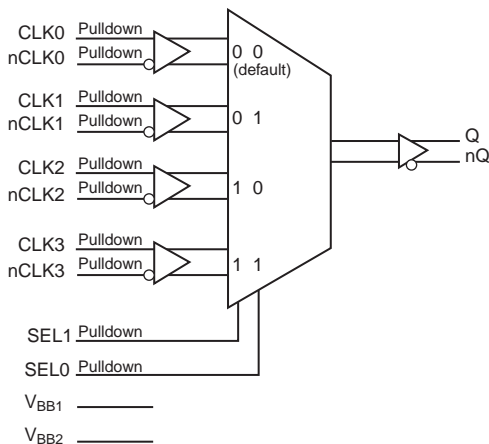 CLK0 Pulldown
nCLK0 Pulldown
0 0
(default)
CLK1 Pulldown
nCLK1 Pulldown
0 1
CLK2 Pulldown
nCLK2 Pulldown
1 0
CLK3 Pulldown
nCLK3 Pulldown
1 1
Q
nQ
SEL1 Pulldown
SEL0 Pulldown
VBB1
VBB2